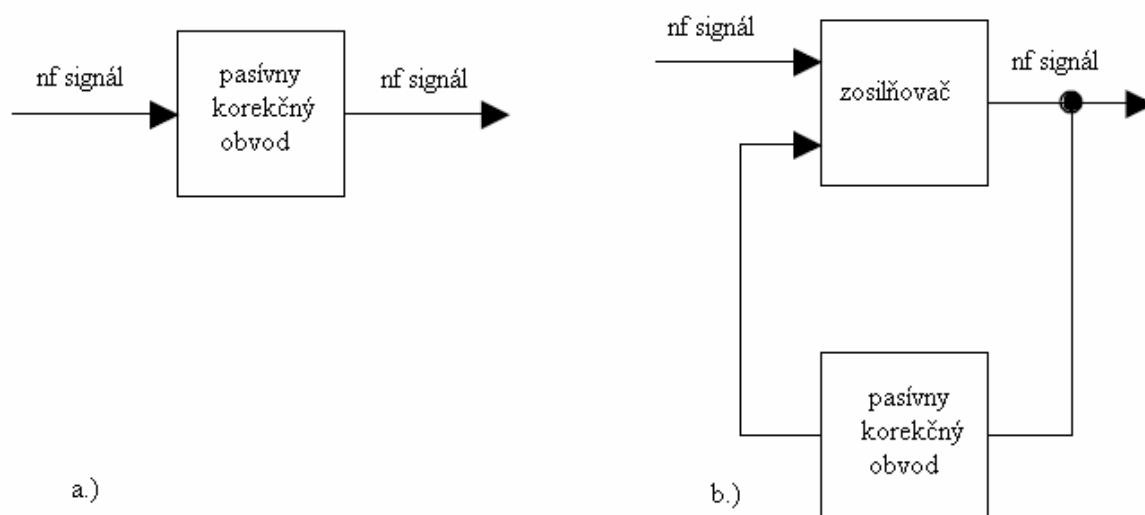 nf signál
pasívny
korekčný
obvod
nf signál
a.)
nf signál
zosilňovač
nf signál
pasívny
korekčný
obvod
b.)